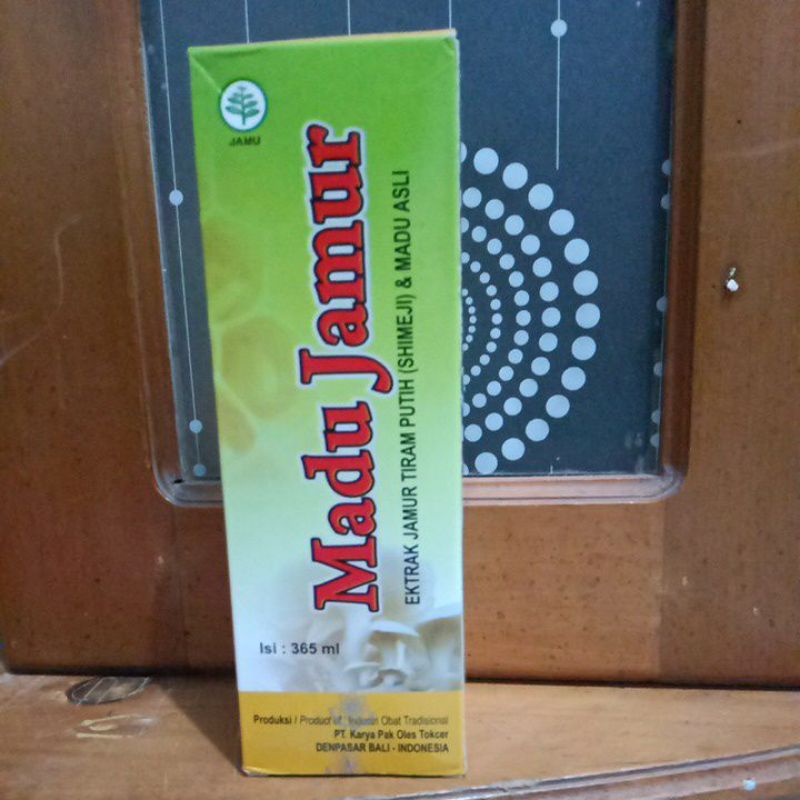 JAMU
Madu Jamur
EKTRAK JAMUR TIRAM PUTIH (SHIMEJI) & MADU ASLI
Isi : 365 ml
Produksi / Product of : Industri Obat Tradisional
PT. Karya Pak Oles Tokcer
DENPASAR BALI - INDONESIA